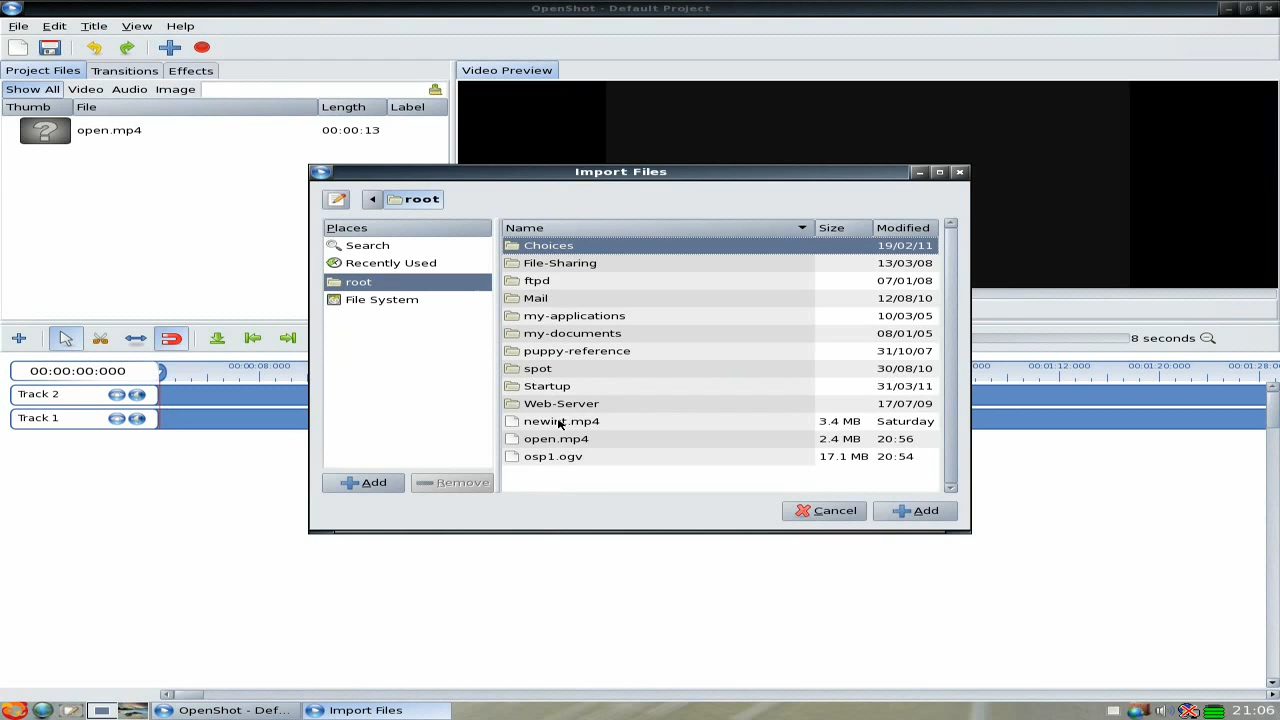 OpenShot - Default Project
File Edit Title View Help
Project Files Transitions Effects
Video Preview
Show All Video Audio Image
Thumb File Length Label
open.mp4 00:00:13
Import Files
root
Places
Search
Recently Used
root
File System
Name Size Modified
Choices 19/02/11
File-Sharing 13/03/08
ftpd 07/01/08
Mail 12/08/10
my-applications 10/03/05
my-documents 08/01/05
puppy-reference 31/10/07
spot 30/08/10
Startup 31/03/11
Web-Server 17/07/09
newint.mp4 3.4 MB Saturday
open.mp4 2.4 MB 20:56
osp1.ogv 17.1 MB 20:54
Add Remove
Cancel Add
8 seconds
00:00:00:000
00:00:08:000
00:01:12:000 00:01:20:000 00:01:28:00
Track 2
Track 1
OpenShot - Def... Import Files
21:06